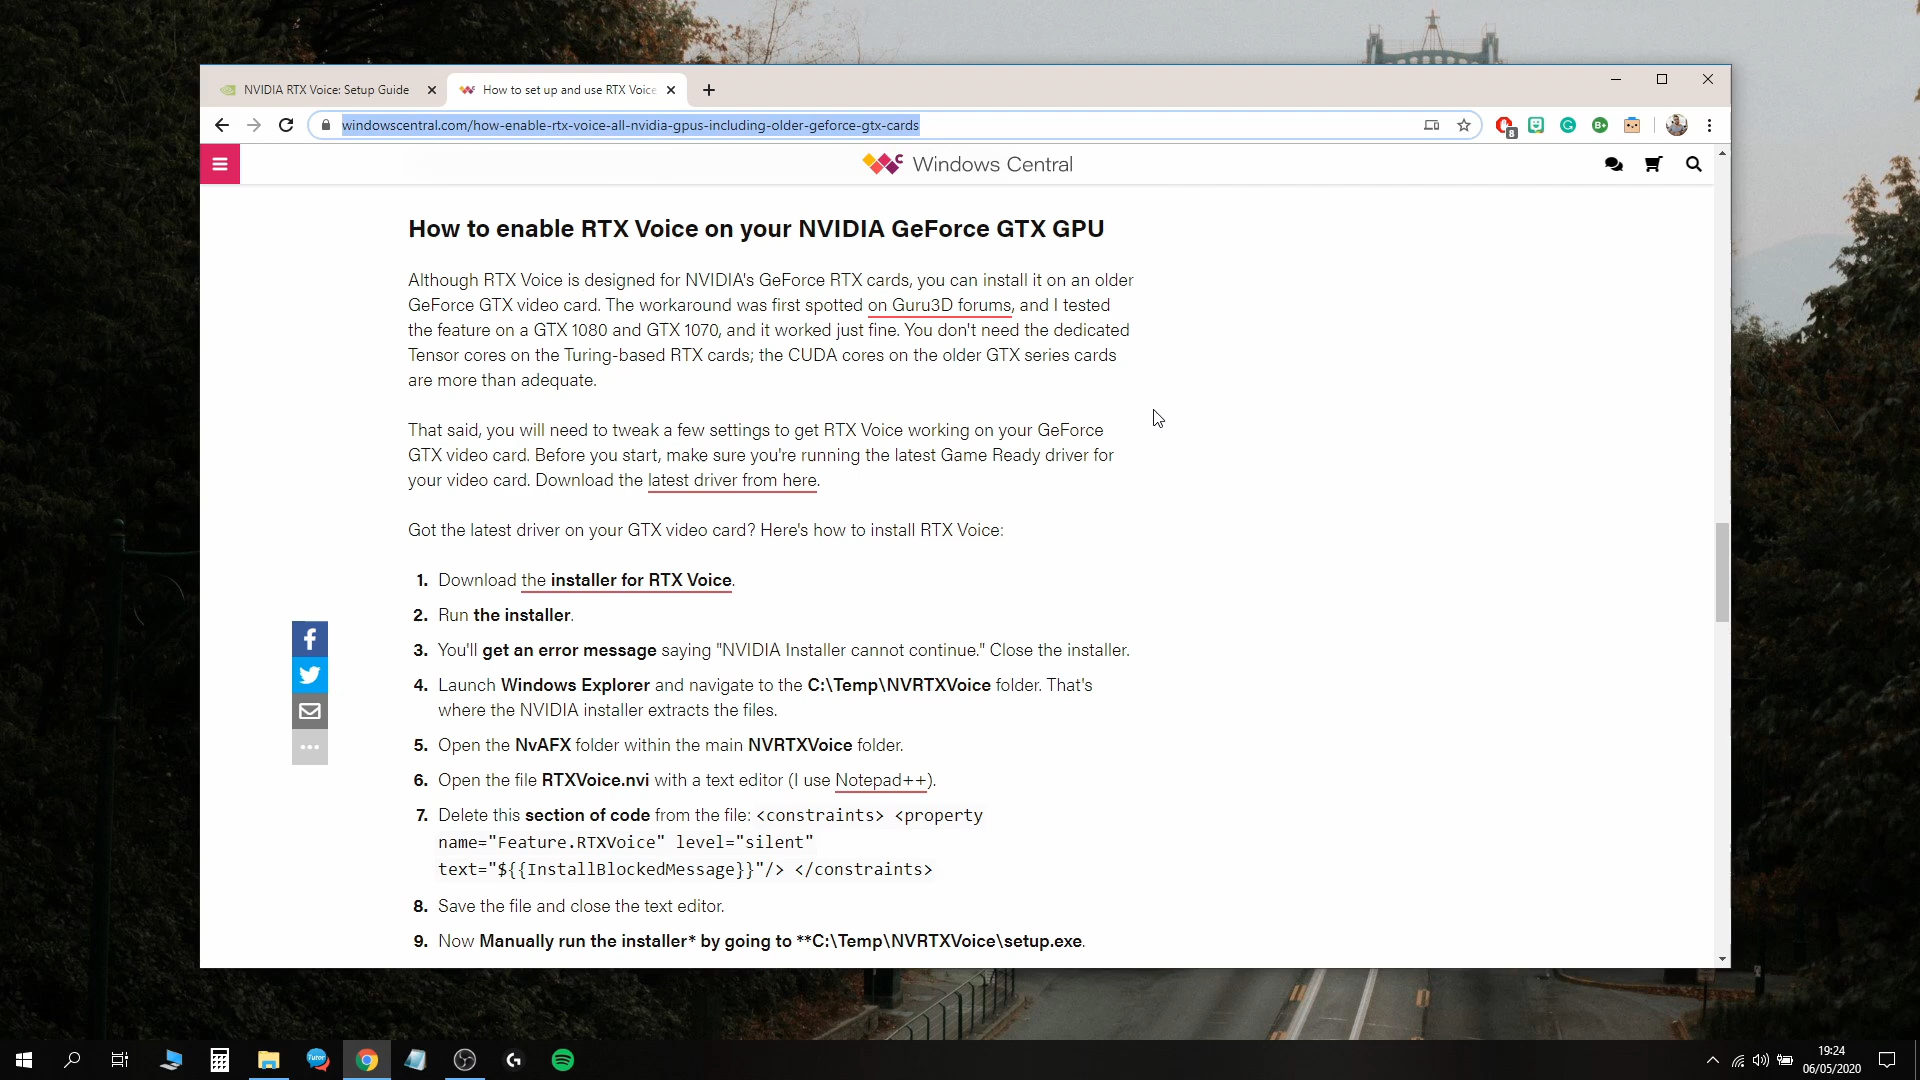 NVIDIA RTX Voice: Setup Guide
How to set up and use RTX Voice
windowscentral.com/how-enable-rtx-voice-all-nvidia-gpus-including-older-geforce-gtx-cards
8
Windows Central
How to enable RTX Voice on your NVIDIA GeForce GTX GPU
Although RTX Voice is designed for NVIDIA's GeForce RTX cards, you can install it on an older
GeForce GTX video card. The workaround was first spotted on Guru3D forums, and I tested
the feature on a GTX 1080 and GTX 1070, and it worked just fine. You don't need the dedicated
Tensor cores on the Turing-based RTX cards; the CUDA cores on the older GTX series cards
are more than adequate.
That said, you will need to tweak a few settings to get RTX Voice working on your GeForce
GTX video card. Before you start, make sure you're running the latest Game Ready driver for
your video card. Download the latest driver from here.
Got the latest driver on your GTX video card? Here's how to install RTX Voice:
1. Download the installer for RTX Voice.
2. Run the installer.
3. You'll get an error message saying "NVIDIA Installer cannot continue." Close the installer.
4. Launch Windows Explorer and navigate to the C:\Temp\NVRTXVoice folder. That's
where the NVIDIA installer extracts the files.
5. Open the NvAFX folder within the main NVRTXVoice folder.
6. Open the file RTXVoice.nvi with a text editor (I use Notepad++).
7. Delete this section of code from the file: <constraints> <property
name="Feature.RTXVoice" level="silent"
text="${{InstallBlockedMessage}}"/> </constraints>
8. Save the file and close the text editor.
9. Now Manually run the installer* by going to **C:\Temp\NVRTXVoice\setup.exe.
Tutor
19:24
06/05/2020